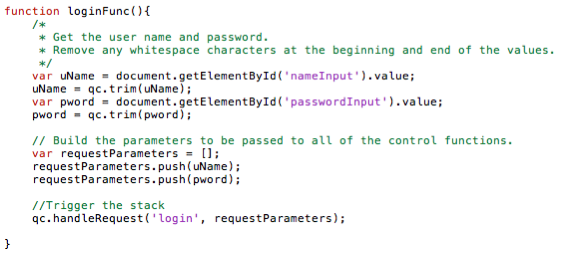 function loginFunc(){
/*
* Get the user name and password.
* Remove any whitespace characters at the beginning and end of the values.
*/
var uName = document.getElementById('nameInput').value;
uName = qc.trim(uName);
var pword = document.getElementById('passwordInput').value;
pword = qc.trim(pword);
// Build the parameters to be passed to all of the control functions.
var requestParameters = [];
requestParameters.push(uName);
requestParameters.push(pword);
//Trigger the stack
qc.handleRequest('login', requestParameters);
}